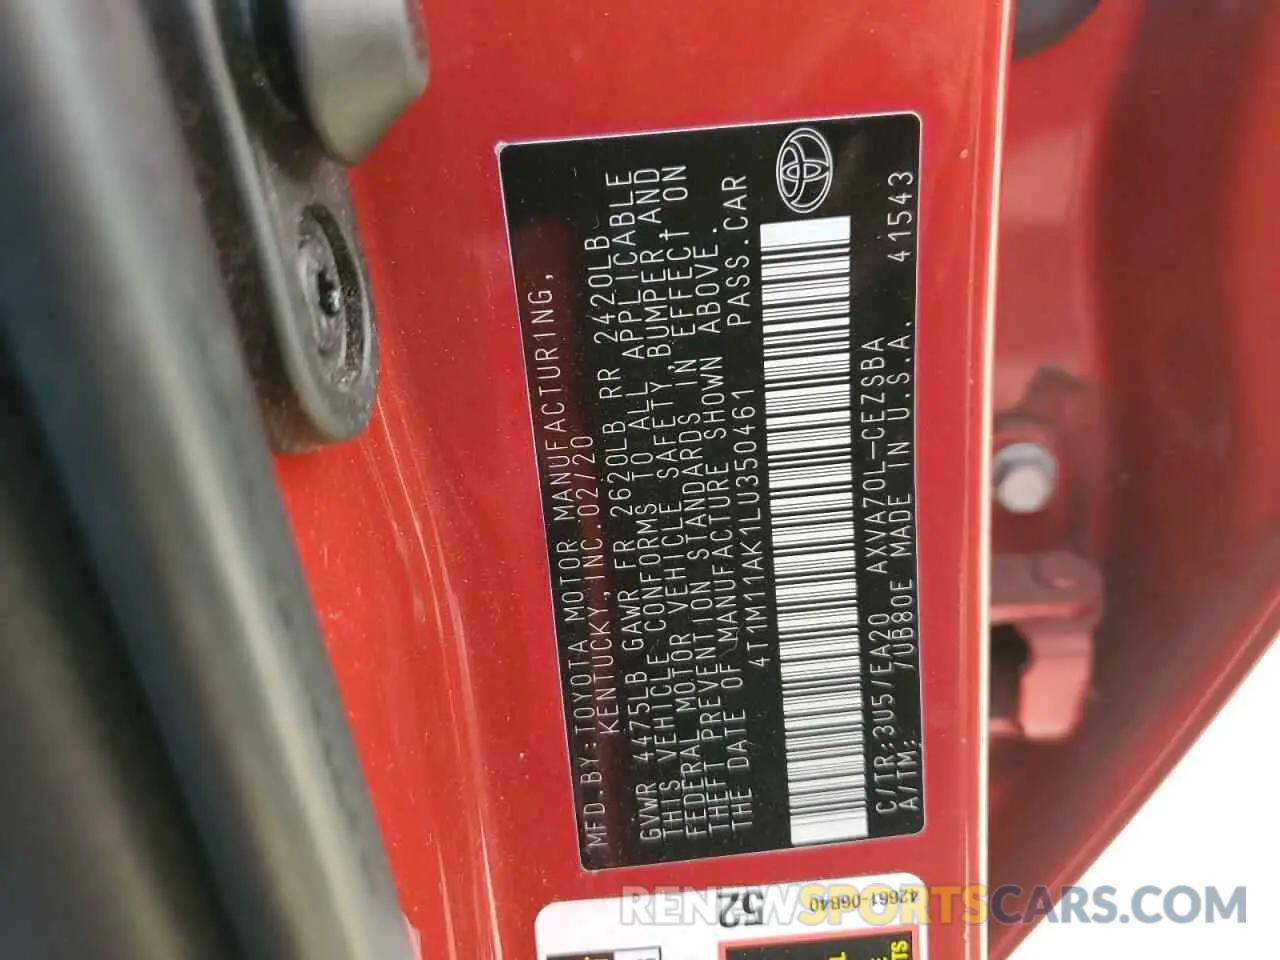 MFD.BY:TOYOTA MOTOR MANUFACTUR1NG,
KENTUCKY,INC.02/20
GVWR 4475LB GAWR FR 2620LB RR 2420LB
THIS VEHICLE CONFORMS TO ALL APPLICABLE
FEDERAL MOTOR VEHICLE SAFETY, BUMPER AND
THEFT PREVENTION STANDARDS IN EFFECT ON
THE DATE OF MANUFACTURE SHOWN ABOVE.
4T1M11AK1LU350461 PASS.CAR
C/TR:3U5/EA20 AXVA70L-CEZSBA 41543
A/TM: /UB80E MADE IN U.S.A.
52
42661-06B40
RENEWSPORTSCARS.COM